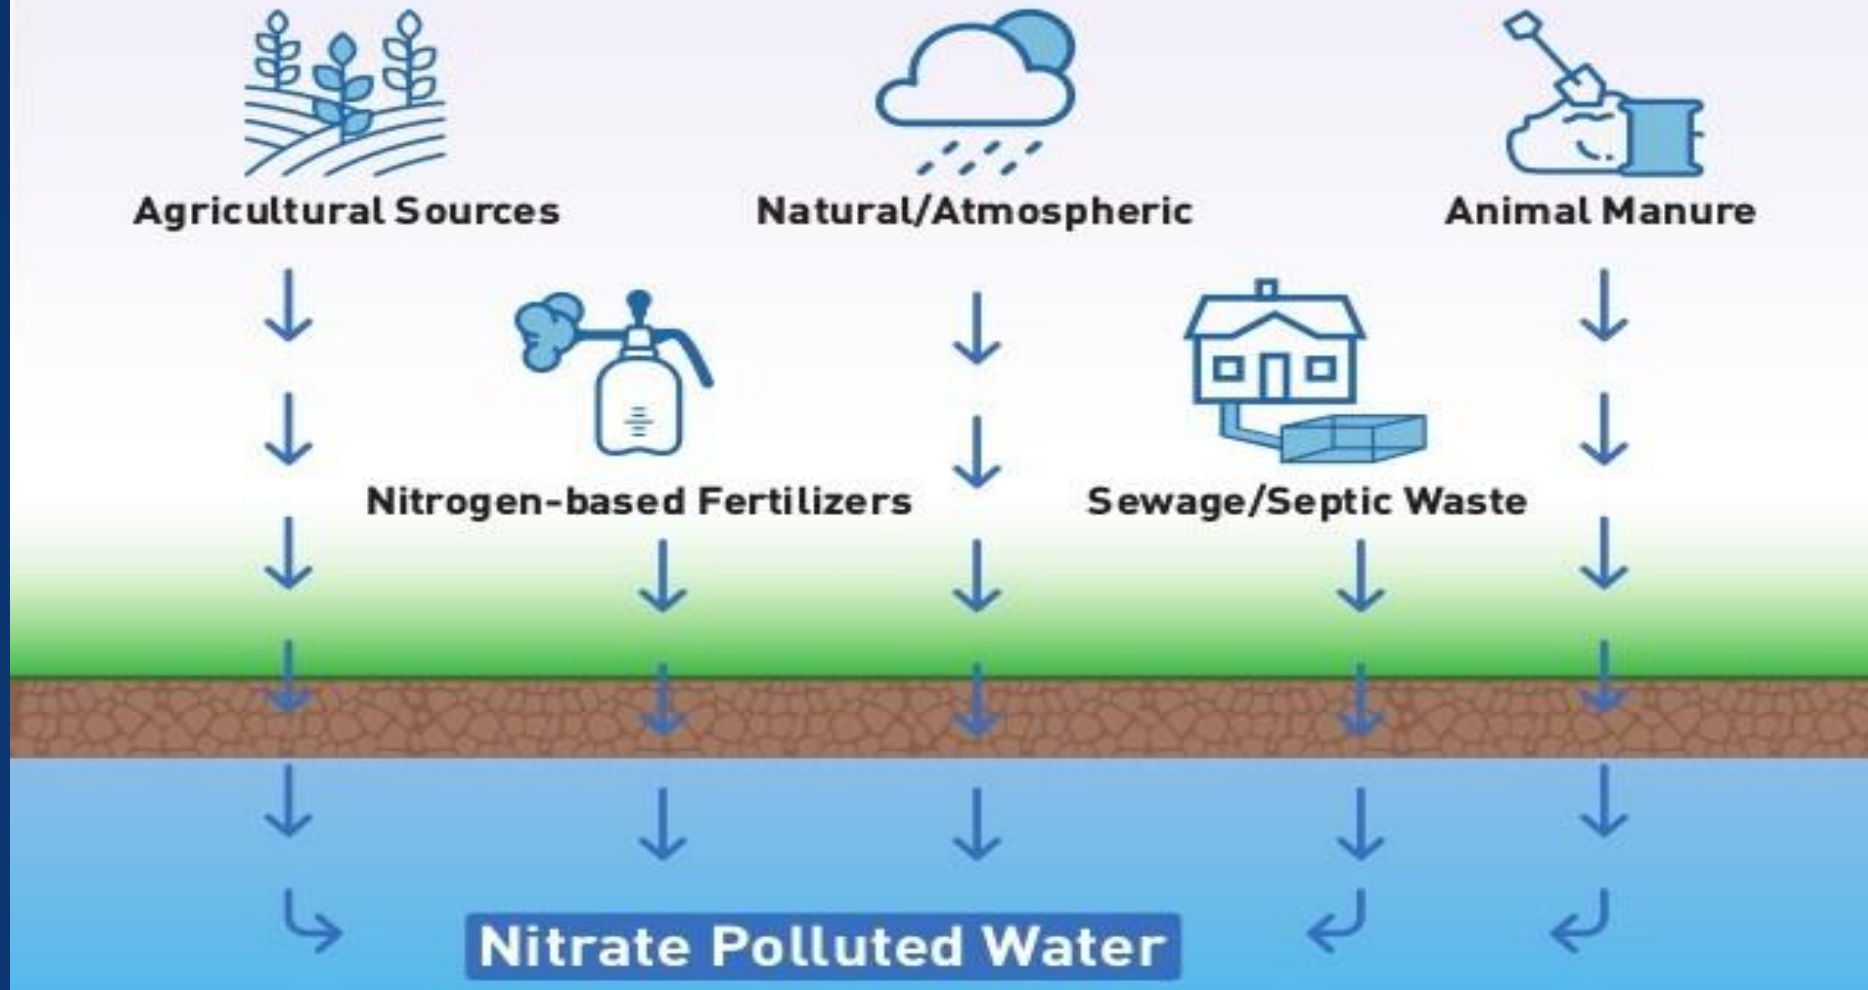 Agricultural Sources
Natural/Atmospheric
Animal Manure
Nitrogen-based Fertilizers
Sewage/Septic Waste
Nitrate Polluted Water